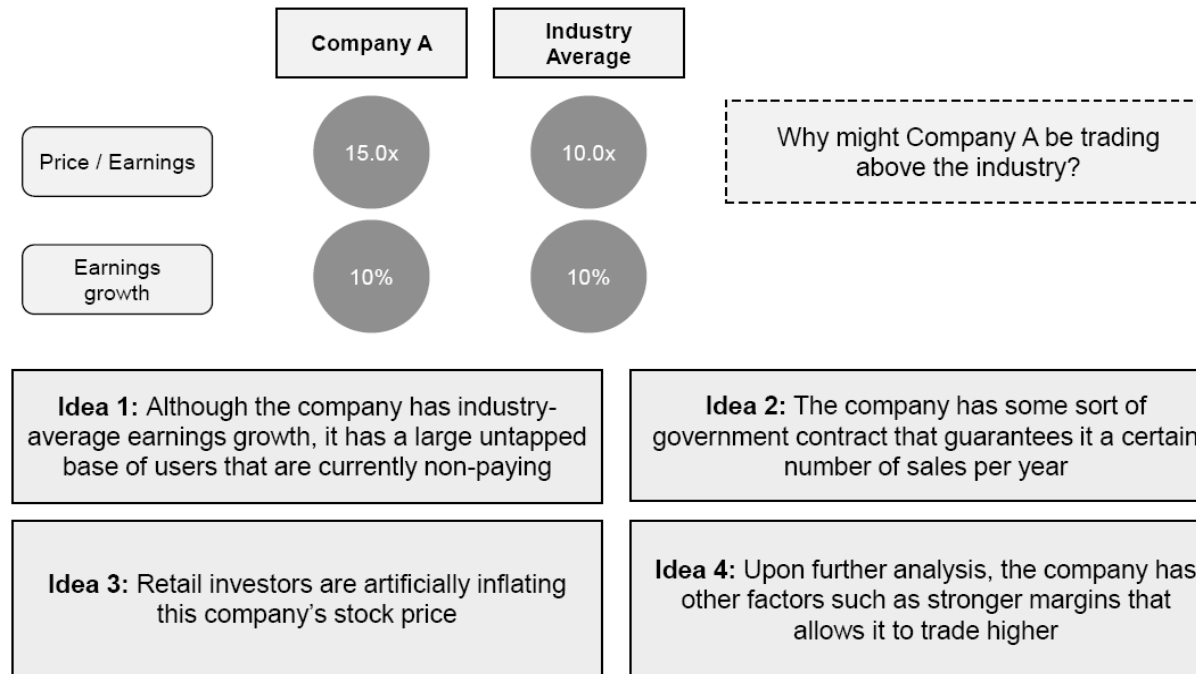 Company A
Industry
Average
Price / Earnings
15.0x
10.0x
Why might Company A be trading
above the industry?
Earnings
growth
10%
10%
Idea 1: Although the company has industry-
average earnings growth, it has a large untapped
base of users that are currently non-paying
Idea 2: The company has some sort of
government contract that guarantees it a certain
number of sales per year
Idea 3: Retail investors are artificially inflating
this company’s stock price
Idea 4: Upon further analysis, the company has
other factors such as stronger margins that
allows it to trade higher